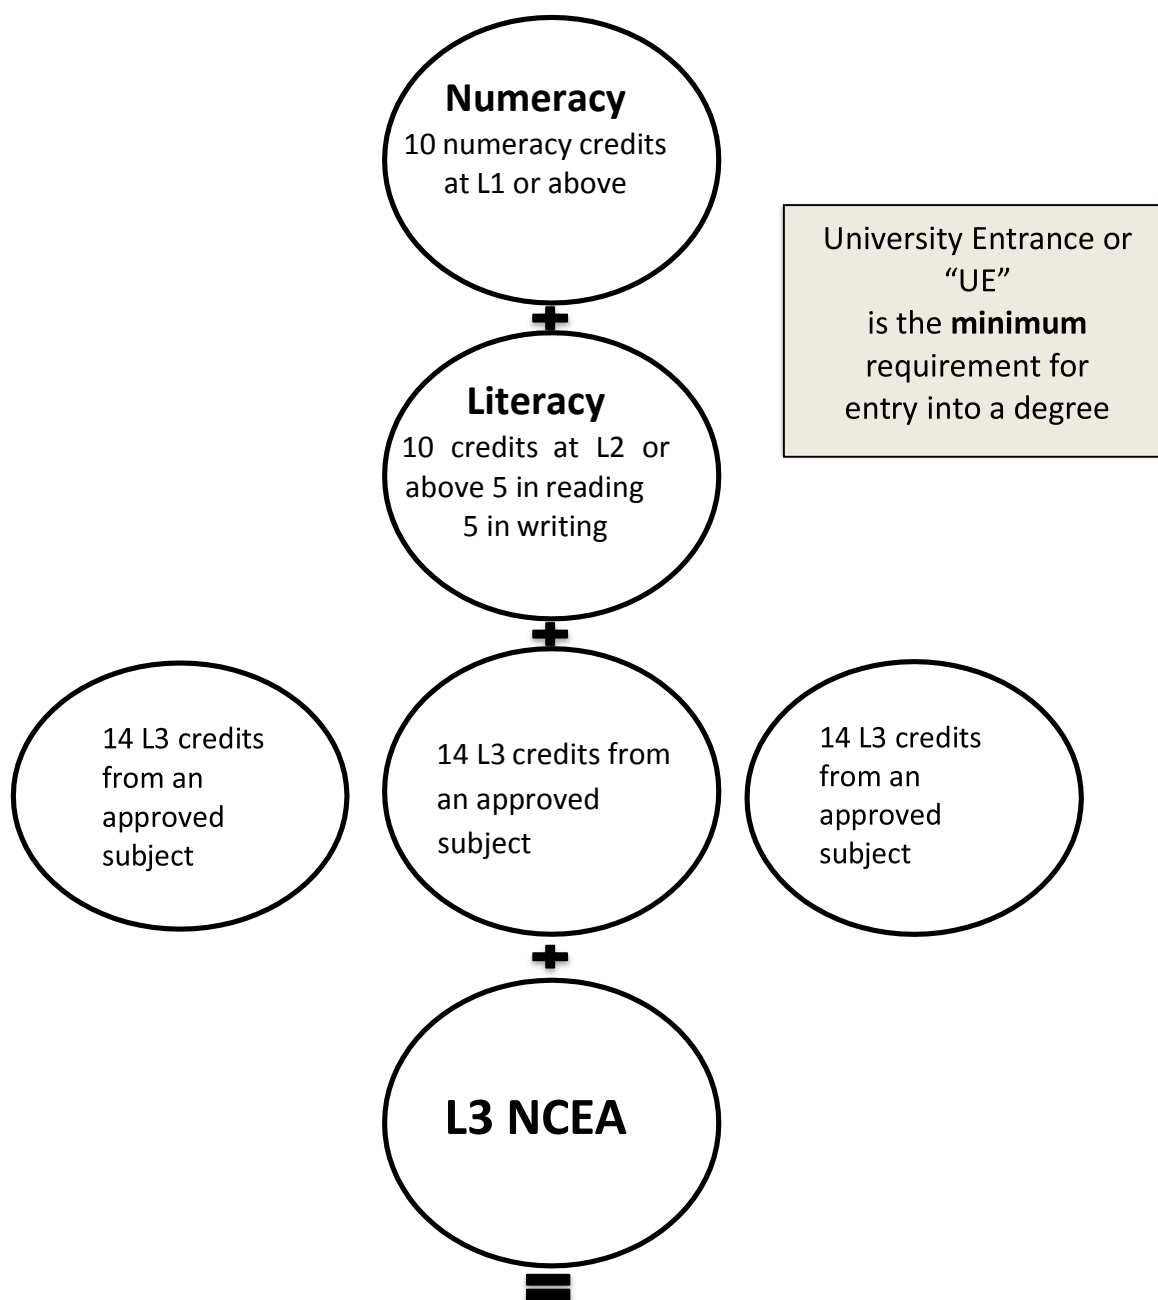 Numeracy
10 numeracy credits
at L1 or above
University Entrance or
“UE”
is the minimum
requirement for
entry into a degree
Literacy
10 credits at L2 or
above 5 in reading
5 in writing
14 L3 credits
from an
approved
subject
14 L3 credits from
an approved
subject
14 L3 credits
from an
approved
subject
L3 NCEA